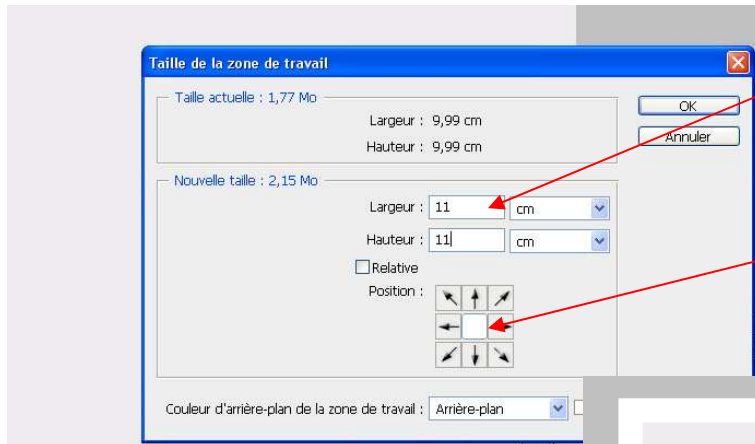 Taille de la zone de travail
Taille actuelle : 1,77 Mo
Largeur : 9,99 cm
Hauteur : 9,99 cm
OK
Annuler
Nouvelle taille : 2,15 Mo
Largeur : 11 cm
Hauteur : 11 cm
Relative
Position :
Couleur d'arrière-plan de la zone de travail : Arrière-plan